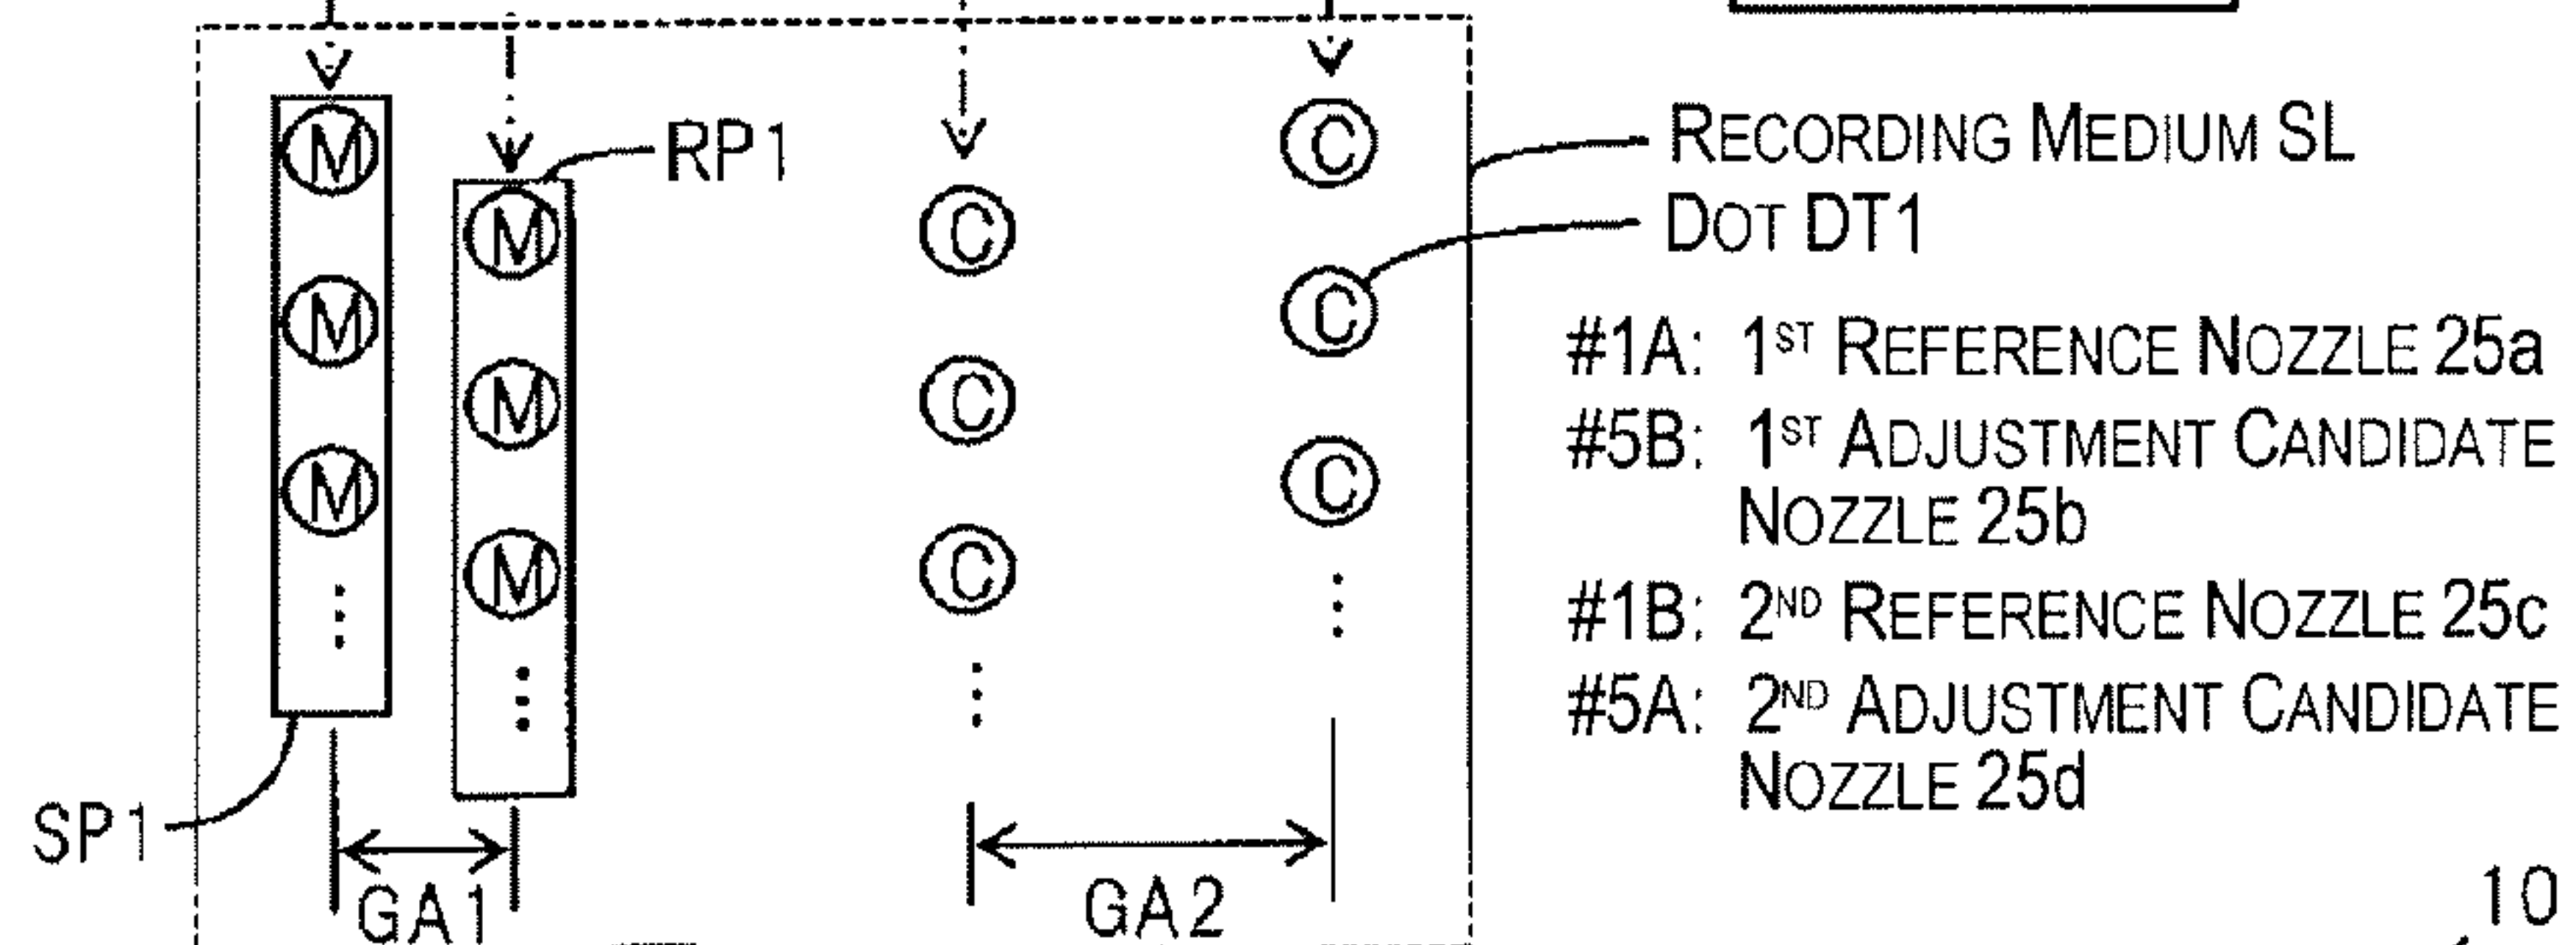 M C
M RP1 C RECORDING MEDIUM SL
DOT DT1
M M C C
#1A: 1ST REFERENCE NOZZLE 25a
#5B: 1ST ADJUSTMENT CANDIDATE
NOZZLE 25b
M M C C
#1B: 2ND REFERENCE NOZZLE 25c
#5A: 2ND ADJUSTMENT CANDIDATE
NOZZLE 25d
SP1
GA1 GA2
10